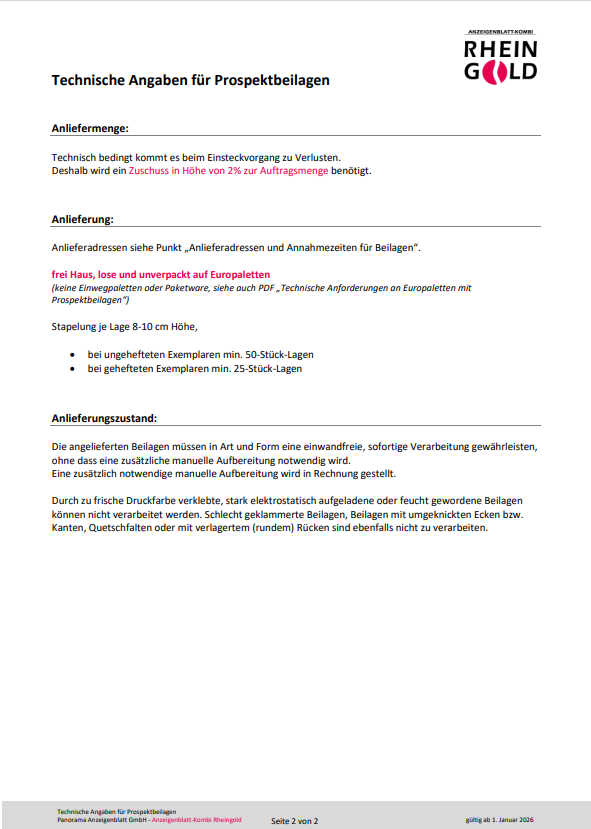 ANZEIGENBLATT-KOMBI
RHEIN
GOLD
Technische Angaben für Prospektbeilagen
Anliefermenge:
Technisch bedingt kommt es beim Einsteckvorgang zu Verlusten.
Deshalb wird ein Zuschuss in Höhe von 2% zur Auftragsmenge benötigt.
Anlieferung:
Anlieferadressen siehe Punkt „Anlieferadressen und Annahmezeiten für Beilagen“.
frei Haus, lose und unverpackt auf Europaletten
(keine Einwegpaletten oder Paketware, siehe auch PDF „Technische Anforderungen an Europaletten mit
Prospektbeilagen“)
Stapelung je Lage 8-10 cm Höhe,
• bei ungehefteten Exemplaren min. 50-Stück-Lagen
• bei gehefteten Exemplaren min. 25-Stück-Lagen
Anlieferungszustand:
Die angelieferten Beilagen müssen in Art und Form eine einwandfreie, sofortige Verarbeitung gewährleisten,
ohne dass eine zusätzliche manuelle Aufbereitung notwendig wird.
Eine zusätzlich notwendige manuelle Aufbereitung wird in Rechnung gestellt.
Durch zu frische Druckfarbe verklebte, stark elektrostatisch aufgeladene oder feucht gewordene Beilagen
können nicht verarbeitet werden. Schlecht geklammerte Beilagen, Beilagen mit umgeknickten Ecken bzw.
Kanten, Quetschfalten oder mit verlagertem (rundem) Rücken sind ebenfalls nicht zu verarbeiten.
Technische Angaben für Prospektbeilagen
Panorama Anzeigenblatt GmbH - Anzeigenblatt-Kombi Rheingold
Seite 2 von 2
gültig ab 1. Januar 2026